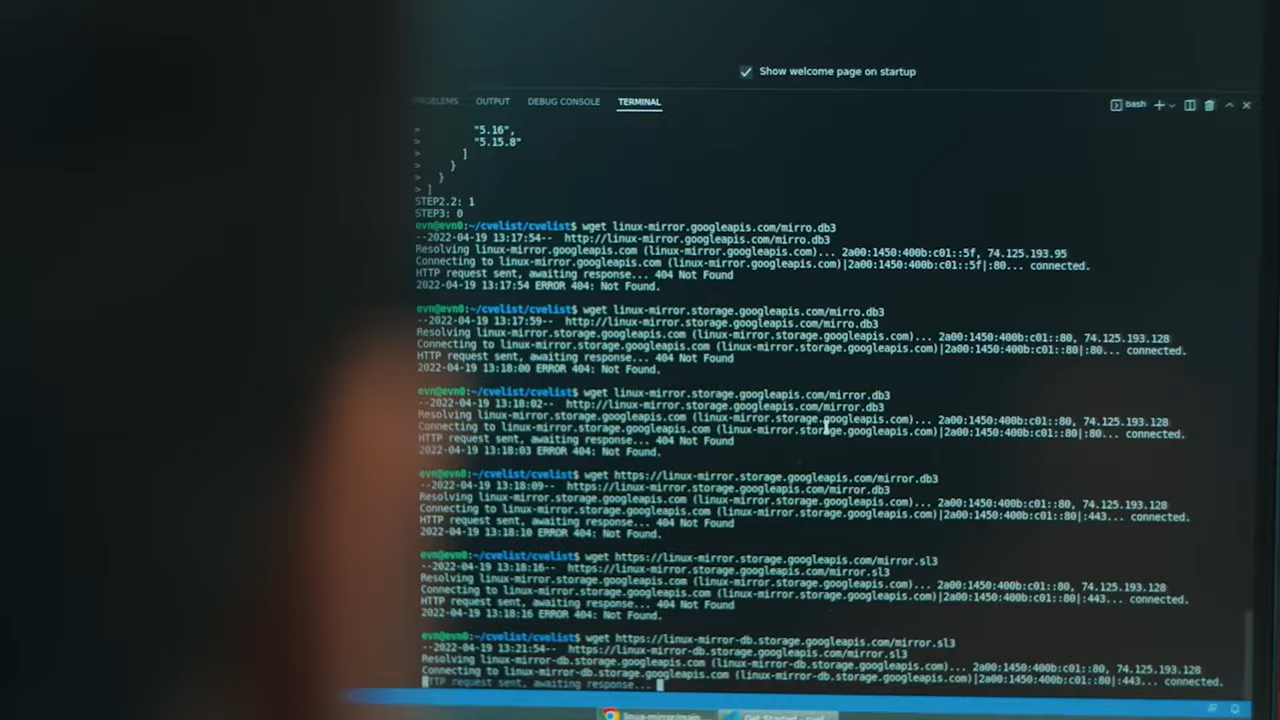 Show welcome page on startup
PROBLEMS OUTPUT DEBUG CONSOLE TERMINAL bash
> "5.16",
> "5.15.8"
> ]
> }
> }
> ]
STEP2.2: 1
STEP3: 0
evn@evn0:~/cvelist/cvelist$ wget linux-mirror.googleapis.com/mirro.db3
--2022-04-19 13:17:54-- http://linux-mirror.googleapis.com/mirro.db3
Resolving linux-mirror.googleapis.com (linux-mirror.googleapis.com)... 2a00:1450:400b:c01::5f, 74.125.193.95
Connecting to linux-mirror.googleapis.com (linux-mirror.googleapis.com)|2a00:1450:400b:c01::5f|:80... connected.
HTTP request sent, awaiting response... 404 Not Found
2022-04-19 13:17:54 ERROR 404: Not Found.
evn@evn0:~/cvelist/cvelist$ wget linux-mirror.storage.googleapis.com/mirro.db3
--2022-04-19 13:17:59-- http://linux-mirror.storage.googleapis.com/mirro.db3
Resolving linux-mirror.storage.googleapis.com (linux-mirror.storage.googleapis.com)... 2a00:1450:400b:c01::80, 74.125.193.128
Connecting to linux-mirror.storage.googleapis.com (linux-mirror.storage.googleapis.com)|2a00:1450:400b:c01::80|:80... connected.
HTTP request sent, awaiting response... 404 Not Found
2022-04-19 13:18:00 ERROR 404: Not Found.
evn@evn0:~/cvelist/cvelist$ wget linux-mirror.storage.googleapis.com/mirror.db3
--2022-04-19 13:18:02-- http://linux-mirror.storage.googleapis.com/mirror.db3
Resolving linux-mirror.storage.googleapis.com (linux-mirror.storage.googleapis.com)... 2a00:1450:400b:c01::80, 74.125.193.128
Connecting to linux-mirror.storage.googleapis.com (linux-mirror.storage.googleapis.com)|2a00:1450:400b:c01::80|:80... connected.
HTTP request sent, awaiting response... 404 Not Found
2022-04-19 13:18:03 ERROR 404: Not Found.
evn@evn0:~/cvelist/cvelist$ wget https://linux-mirror.storage.googleapis.com/mirror.db3
--2022-04-19 13:18:09-- https://linux-mirror.storage.googleapis.com/mirror.db3
Resolving linux-mirror.storage.googleapis.com (linux-mirror.storage.googleapis.com)... 2a00:1450:400b:c01::80, 74.125.193.128
Connecting to linux-mirror.storage.googleapis.com (linux-mirror.storage.googleapis.com)|2a00:1450:400b:c01::80|:443... connected.
HTTP request sent, awaiting response... 404 Not Found
2022-04-19 13:18:10 ERROR 404: Not Found.
evn@evn0:~/cvelist/cvelist$ wget https://linux-mirror.storage.googleapis.com/mirror.sl3
--2022-04-19 13:18:16-- https://linux-mirror.storage.googleapis.com/mirror.sl3
Resolving linux-mirror.storage.googleapis.com (linux-mirror.storage.googleapis.com)... 2a00:1450:400b:c01::80, 74.125.193.128
Connecting to linux-mirror.storage.googleapis.com (linux-mirror.storage.googleapis.com)|2a00:1450:400b:c01::80|:443... connected.
HTTP request sent, awaiting response... 404 Not Found
2022-04-19 13:18:16 ERROR 404: Not Found.
evn@evn0:~/cvelist/cvelist$ wget https://linux-mirror-db.storage.googleapis.com/mirror.sl3
--2022-04-19 13:21:54-- https://linux-mirror-db.storage.googleapis.com/mirror.sl3
Resolving linux-mirror-db.storage.googleapis.com (linux-mirror-db.storage.googleapis.com)... 2a00:1450:400b:c01::80, 74.125.193.128
Connecting to linux-mirror-db.storage.googleapis.com (linux-mirror-db.storage.googleapis.com)|2a00:1450:400b:c01::80|:443... connected.
HTTP request sent, awaiting response...
linux-mirror/main... Get Started -